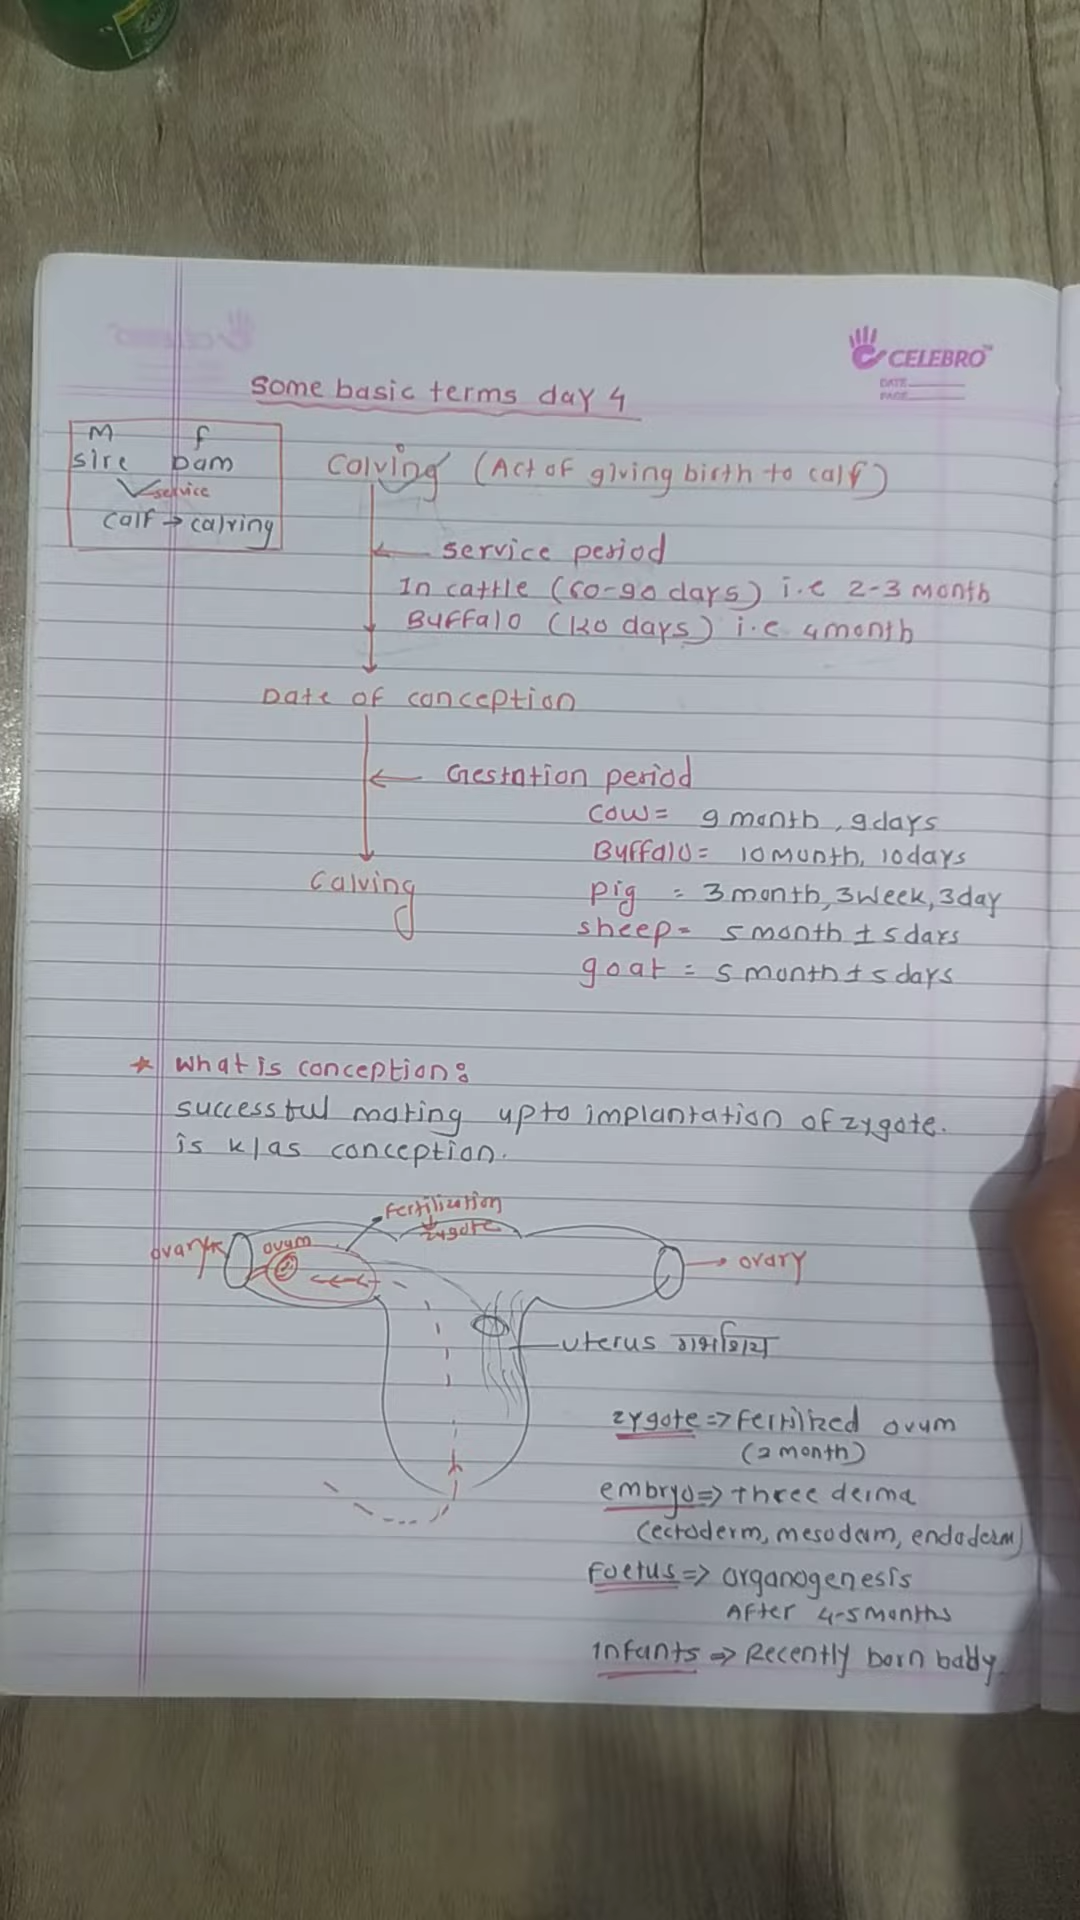 CELEBRO
DATE
PAGE
Some basic terms day 4
M f
sire Dam
service
calf → calving
Calving (Act of giving birth to calf)
service period
In cattle (60-90 days) i.e 2-3 month
Buffalo (120 days) i.e 4 month
Date of conception
Gestation period
cow = 9 month, 9 days
Buffalo = 10 month, 10 days
Calving
pig = 3 month, 3 week, 3 day
sheep = 5 month ± 5 days
goat = 5 month ± 5 days
* What is conception:
successful mating upto implantation of zygote.
is k/as conception.
fertilization
zygote
ovary ovum
ovary
uterus गर्भाशय
zygote => Fertilized ovum
(2 month)
embryo => three derma
(ectoderm, mesoderm, endoderm)
Foetus => organogenesis
After 4-5 months
Infants => Recently born baby.